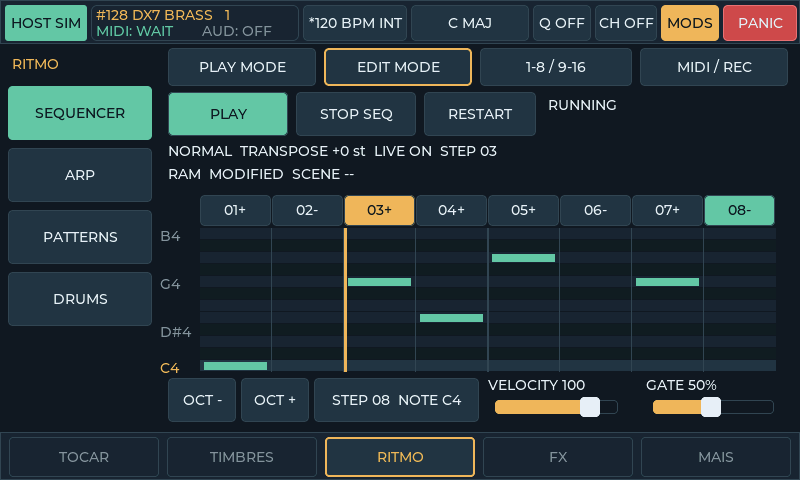 HOST SIM
#128 DX7 BRASS 1
MIDI: WAIT AUD: OFF
*120 BPM INT
C MAJ
Q OFF
CH OFF
MODS
PANIC
RITMO
PLAY MODE
EDIT MODE
1-8 / 9-16
MIDI / REC
SEQUENCER
ARP
PATTERNS
DRUMS
PLAY
STOP SEQ
RESTART
RUNNING
NORMAL TRANSPOSE +0 st LIVE ON STEP 03
RAM MODIFIED SCENE --
01+ 02- 03+ 04+ 05+ 06- 07+ 08-
B4
G4
D#4
C4
OCT -
OCT +
STEP 08 NOTE C4
VELOCITY 100
GATE 50%
TOCAR
TIMBRES
RITMO
FX
MAIS